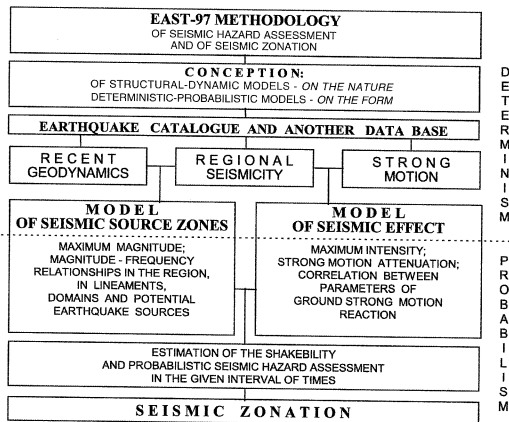 EAST-97 METHODOLOGY
OF SEISMIC HAZARD ASSESSMENT
AND OF SEISMIC ZONATION
CONCEPTION:
OF STRUCTURAL-DYNAMIC MODELS - ON THE NATURE
DETERMINISTIC-PROBABILISTIC MODELS - ON THE FORM
EARTHQUAKE CATALOGUE AND ANOTHER DATA BASE
RECENT
GEODYNAMICS
REGIONAL
SEISMICITY
STRONG
MOTION
MODEL
OF SEISMIC SOURCE ZONES
MAXIMUM MAGNITUDE;
MAGNITUDE - FREQUENCY
RELATIONSHIPS IN THE REGION,
IN LINEAMENTS,
DOMAINS AND POTENTIAL
EARTHQUAKE SOURCES
MODEL
OF SEISMIC EFFECT
MAXIMUM INTENSITY;
STRONG MOTION ATTENUATION;
CORRELATION BETWEEN
PARAMETERS OF
GROUND STRONG MOTION
REACTION
ESTIMATION OF THE SHAKEBILITY
AND PROBABILISTIC SEISMIC HAZARD ASSESSMENT
IN THE GIVEN INTERVAL OF TIMES
SEISMIC ZONATION
DETERMINISM
PROBABILISM